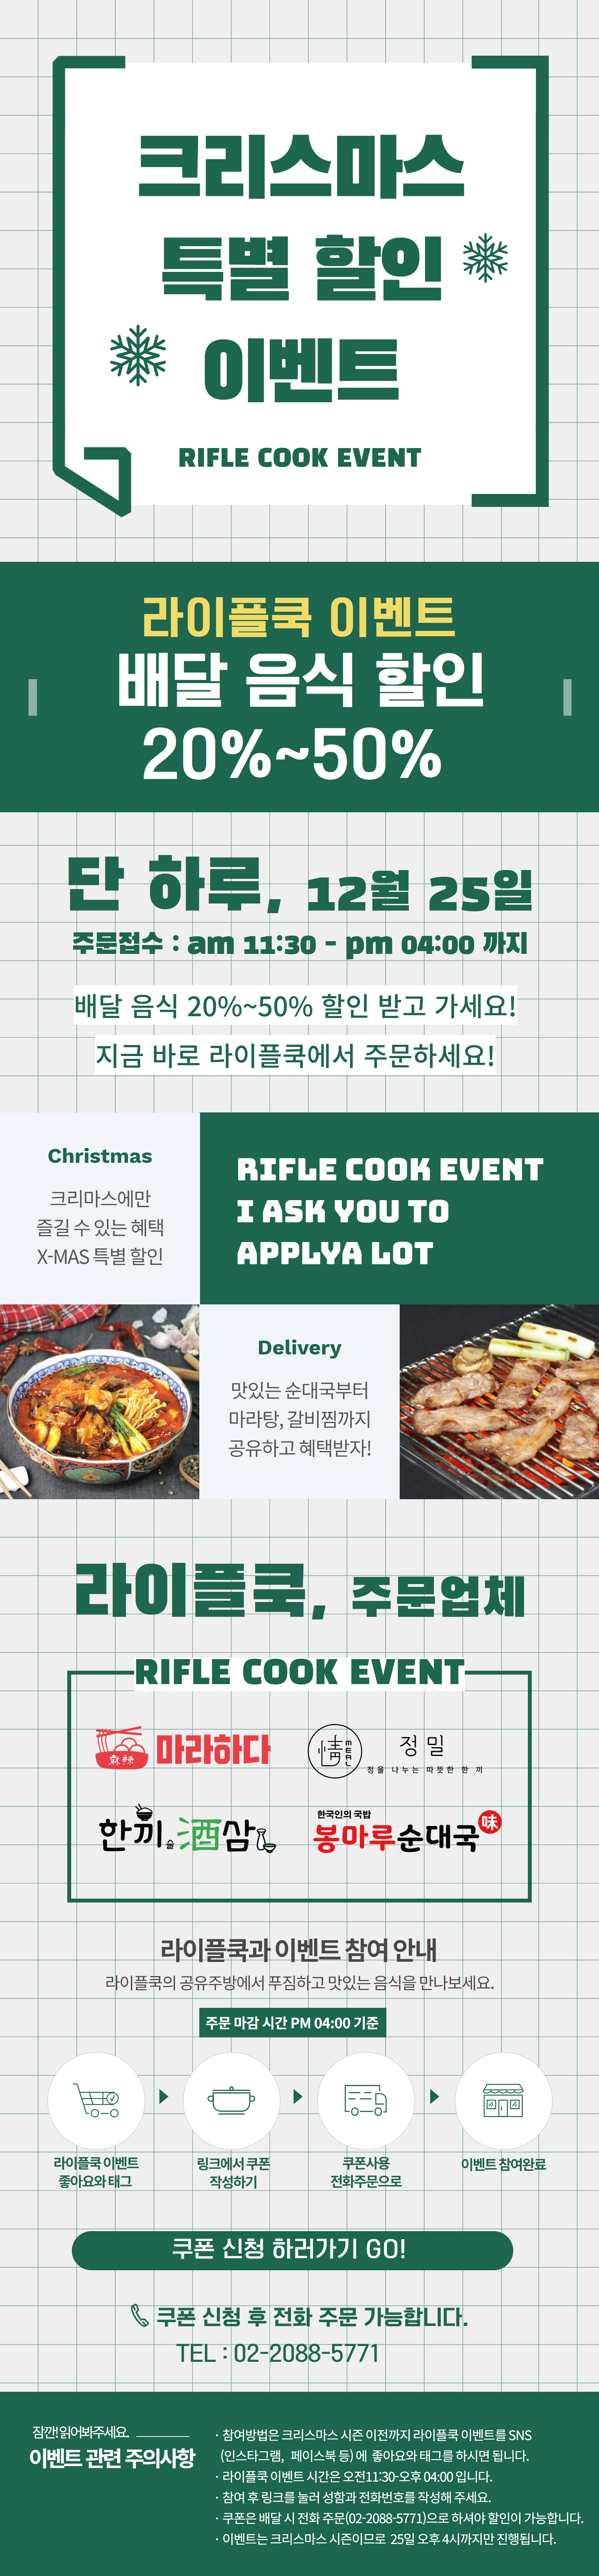 크리스마스
특별 할인
이벤트
RIFLE COOK EVENT
라이플쿡 이벤트
배달 음식 할인
20%~50%
단 하루, 12월 25일
주문접수 : am 11:30 - pm 04:00 까지
배달 음식 20%~50% 할인 받고 가세요!
지금 바로 라이플쿡에서 주문하세요!
Christmas
크리마스에만
즐길 수 있는 혜택
X-MAS 특별 할인
RIFLE COOK EVENT
I ASK YOU TO
APPLYA LOT
Delivery
맛있는 순대국부터
마라탕, 갈비찜까지
공유하고 혜택받자!
라이플쿡, 주문업체
RIFLE COOK EVENT
麻辣 마라하다
情 MEAL 정밀
정을 나누는 따뜻한 한 끼
한끼&술酒삼
한국인의 국밥
봉마루순대국 味
라이플쿡과 이벤트 참여 안내
라이플쿡의 공유주방에서 푸짐하고 맛있는 음식을 만나보세요.
주문 마감 시간 PM 04:00 기준
라이플쿡 이벤트
좋아요와 태그
링크에서 쿠폰
작성하기
쿠폰사용
전화주문으로
이벤트 참여완료
쿠폰 신청 하러가기 GO!
쿠폰 신청 후 전화 주문 가능합니다.
TEL : 02-2088-5771
잠깐!읽어봐주세요.
이벤트 관련 주의사항
· 참여방법은 크리스마스 시즌 이전까지 라이플쿡 이벤트를 SNS
(인스타그램, 페이스북 등) 에 좋아요와 태그를 하시면 됩니다.
· 라이플쿡 이벤트 시간은 오전11:30-오후 04:00 입니다.
· 참여 후 링크를 눌러 성함과 전화번호를 작성해 주세요.
· 쿠폰은 배달 시 전화 주문(02-2088-5771)으로 하셔야 할인이 가능합니다.
· 이벤트는 크리스마스 시즌이므로 25일 오후 4시까지만 진행됩니다.